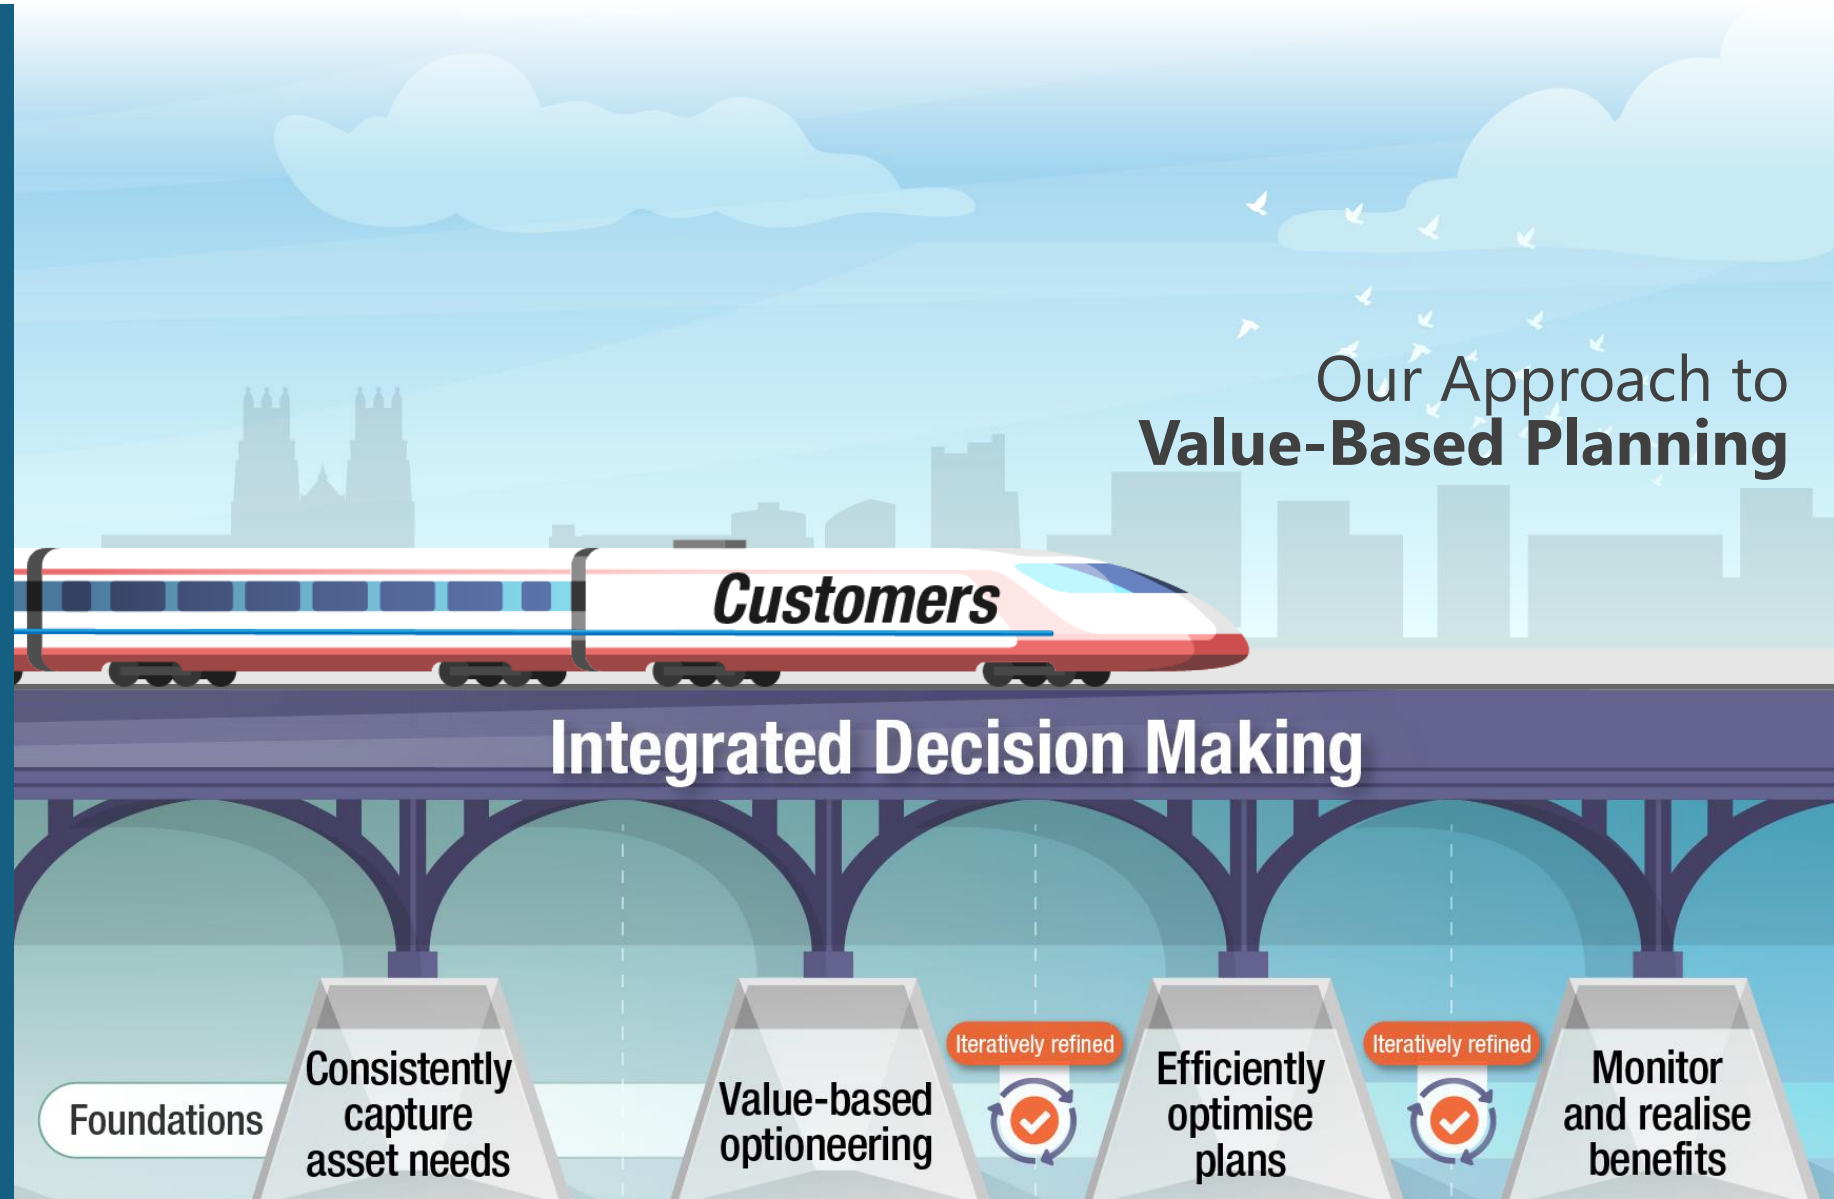 Our Approach to
Value-Based Planning
Customers
Integrated Decision Making
Foundations
Consistently
capture
asset needs
Value-based
optioneering
Iteratively refined
Efficiently
optimise
plans
Iteratively refined
Monitor
and realise
benefits